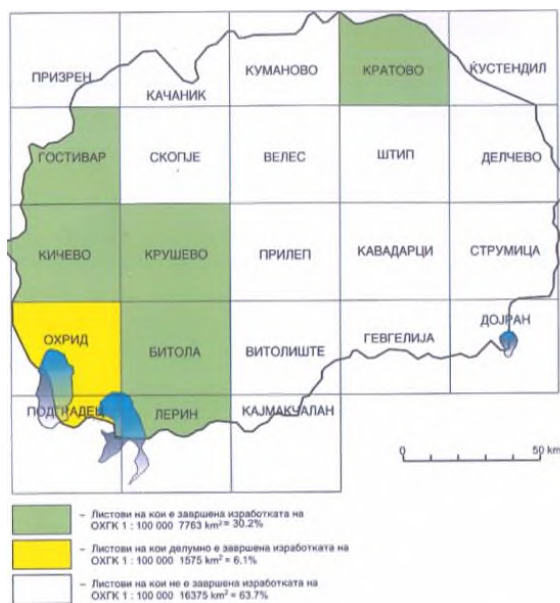 ПРИЗРЕН КАЧАНИК КУМАНОВО КРАТОВО ЌУСТЕНДИЛ
ГОСТИВАР СКОПЈЕ ВЕЛЕС ШТИП ДЕЛЧЕВО
КИЧЕВО КРУШЕВО ПРИЛЕП КАВАДАРЦИ СТРУМИЦА
ОХРИД БИТОЛА ВИТОЛИШТЕ ГЕВГЕЛИЈА ДОЈРАН
ПОДГРАДЕЦ ЛЕРИН КАЈМАКЧАЛАН
0 50 km
– Листови на кои е завршена изработката на
ОХГК 1 : 100 000 7763 km² = 30.2%
– Листови на кои делумно е завршена изработката на
ОХГК 1 : 100 000 1575 km² = 6.1%
– Листови на кои не е завршена изработката на
ОХГК 1 : 100 000 16375 km² = 63.7%